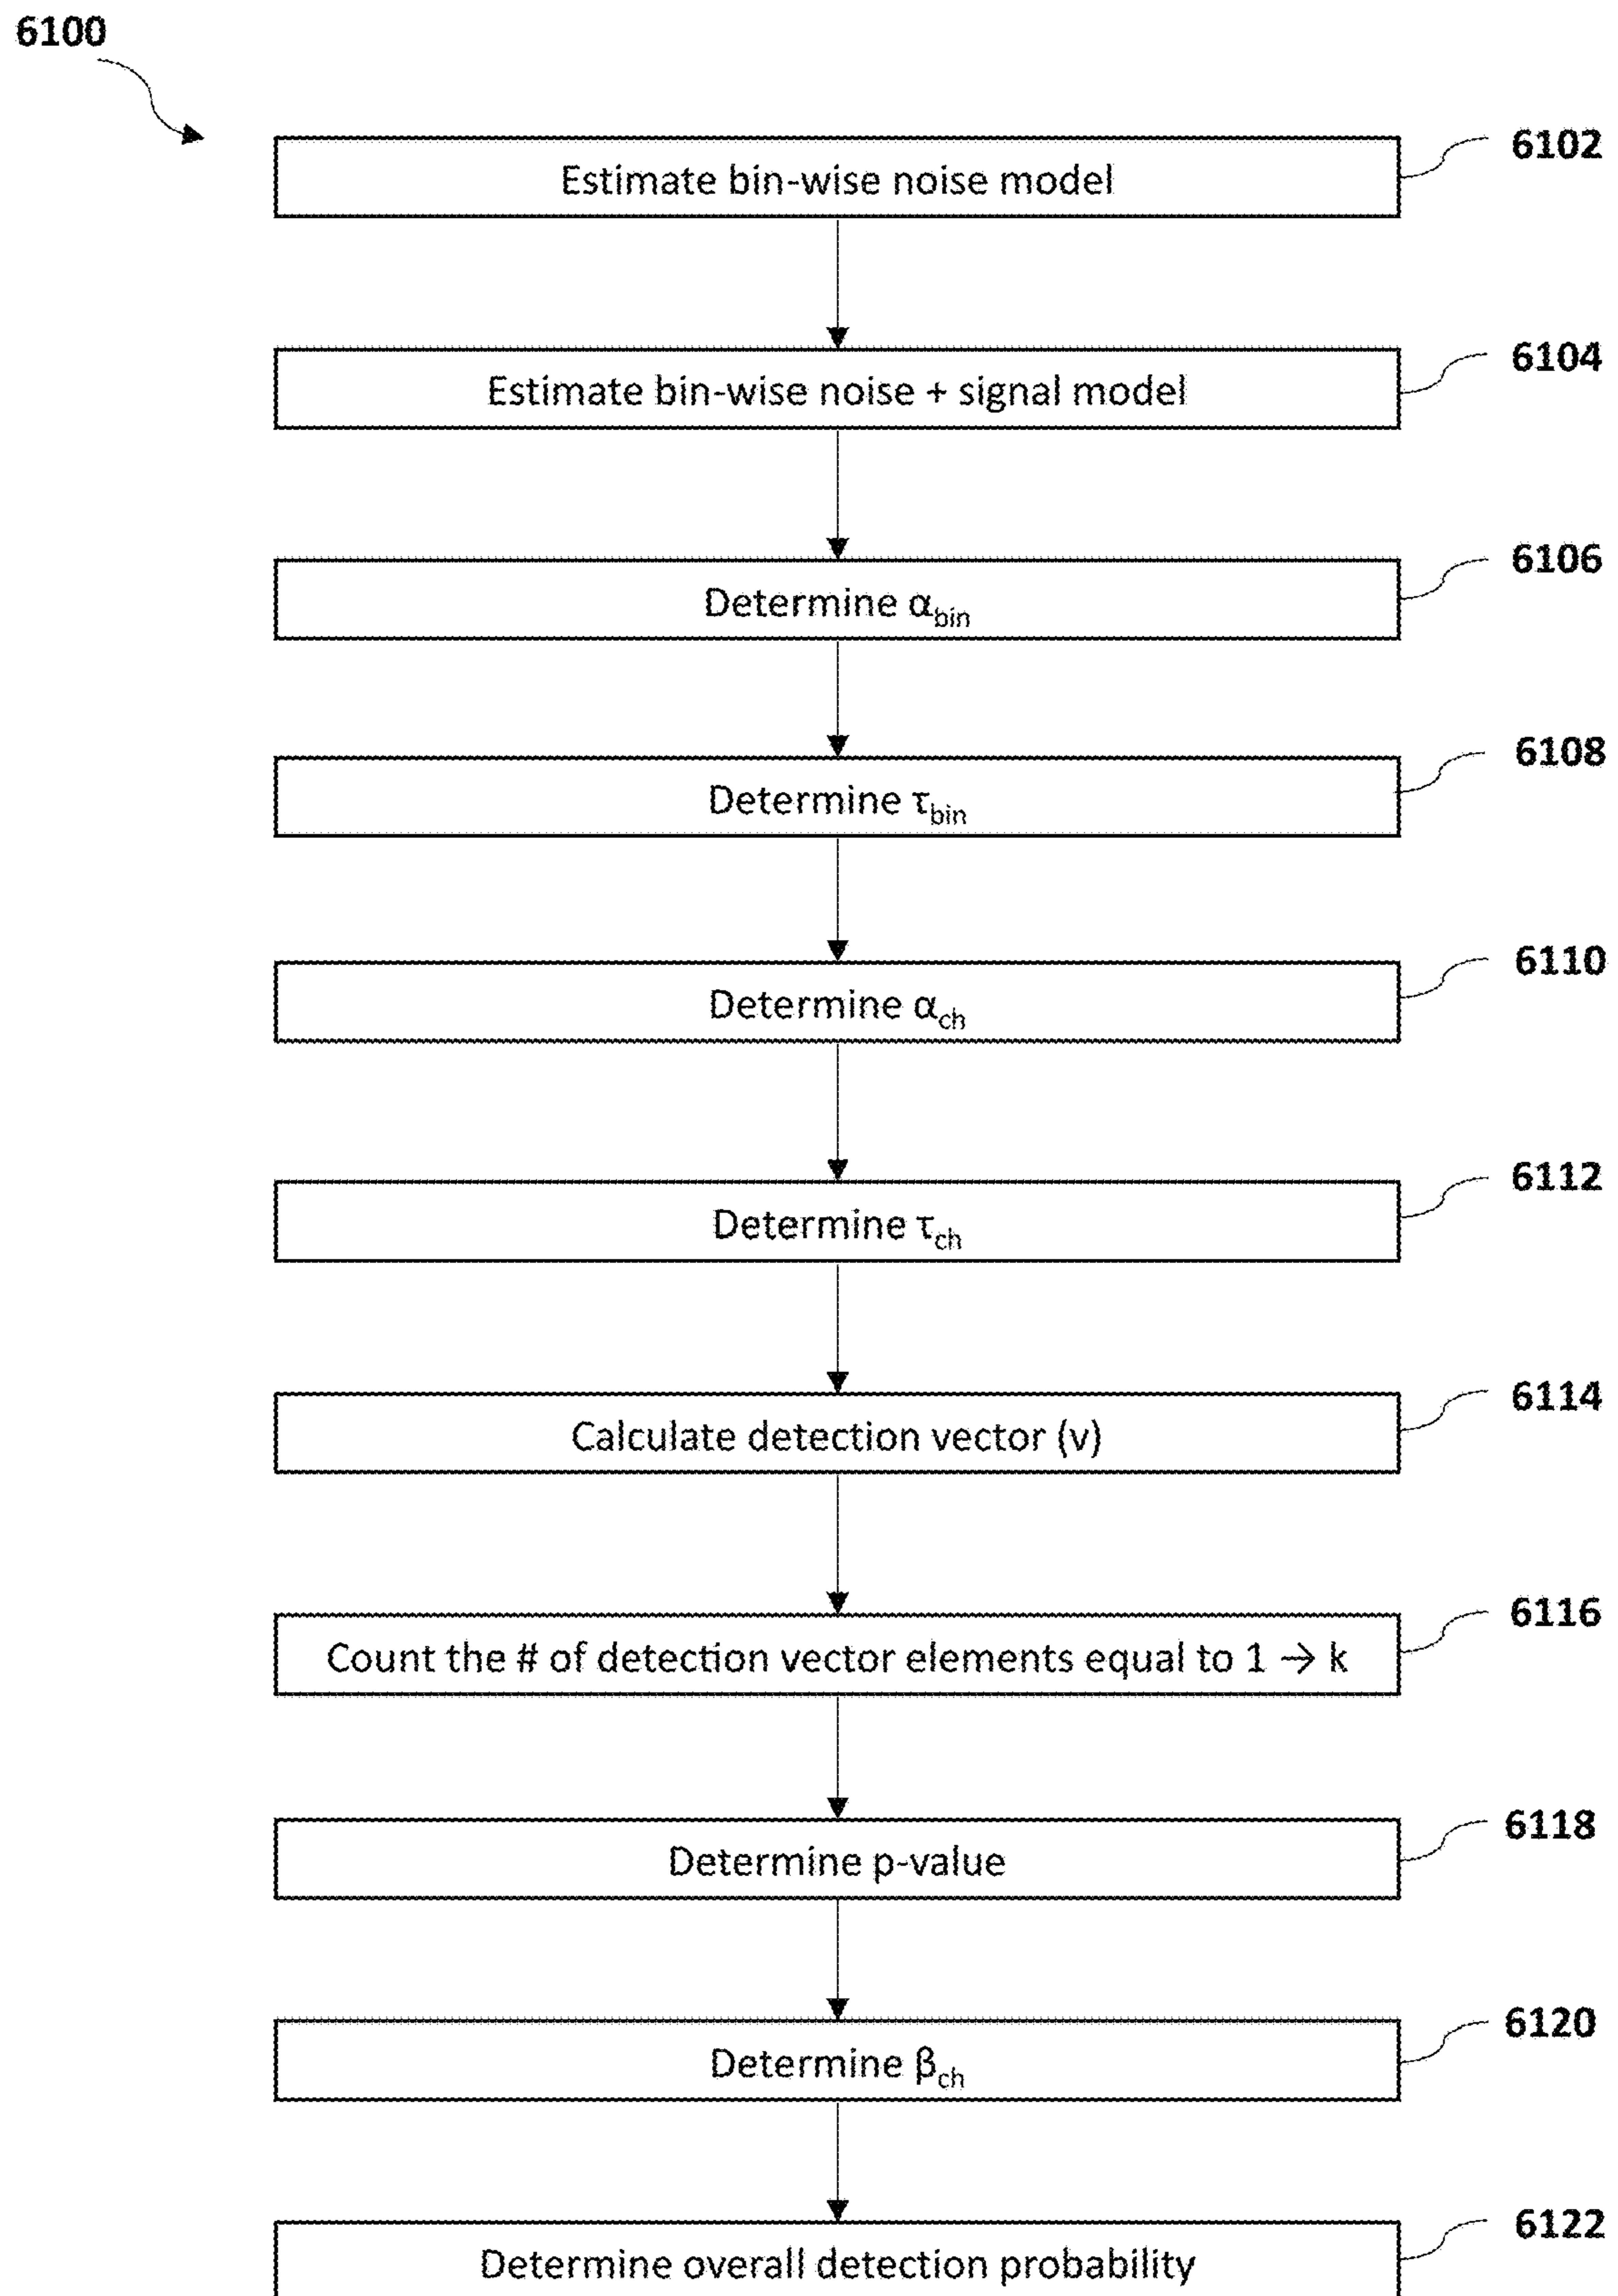 6100
6102
Estimate bin-wise noise model
6104
Estimate bin-wise noise + signal model
6106
Determine αbin
6108
Determine τbin
6110
Determine αch
6112
Determine τch
6114
Calculate detection vector (v)
6116
Count the # of detection vector elements equal to 1 → k
6118
Determine p-value
6120
Determine βch
6122
Determine overall detection probability